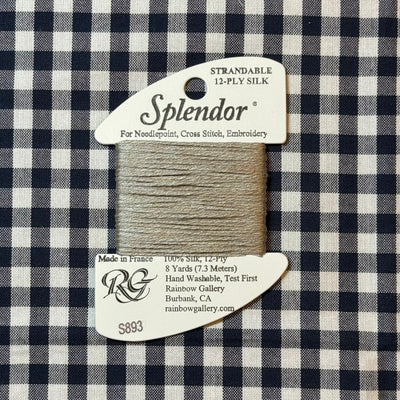 STRANDABLE
12-PLY SILK
Splendor®
For Needlepoint, Cross Stitch, Embroidery
Made in France
100% Silk, 12-Ply
8 Yards (7.3 Meters)
Hand Washable, Test First
Rainbow Gallery
Burbank, CA
rainbowgallery.com
RG
S893